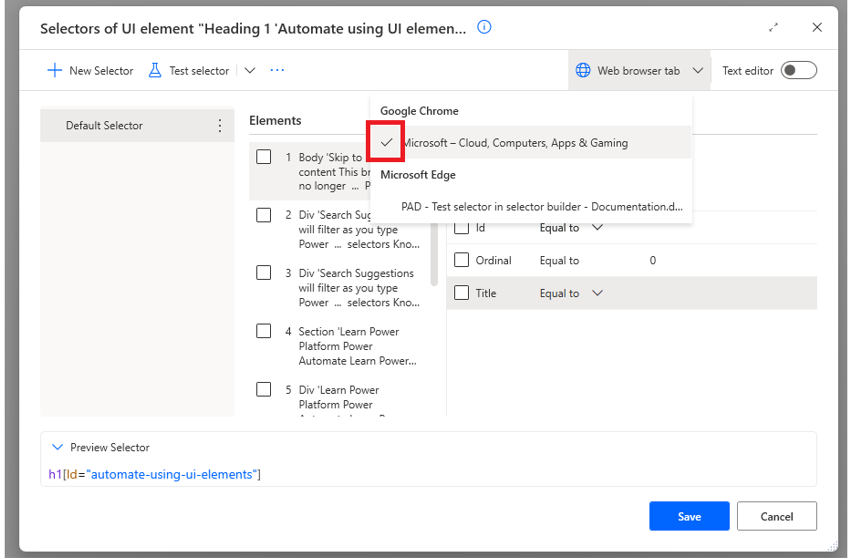 Selectors of UI element "Heading 1 'Automate using UI elemen...
New Selector
Test selector
Web browser tab
Text editor
Default Selector
Elements
Google Chrome
Microsoft – Cloud, Computers, Apps & Gaming
Microsoft Edge
PAD - Test selector in selector builder - Documentation.d...
1 Body 'Skip to
content This br
no longer ... P
2 Div 'Search Sug
will filter as you type
Power ... selectors Kno...
3 Div 'Search Suggestions
will filter as you type
Power ... selectors Kno...
4 Section 'Learn Power
Platform Power
Automate Learn Power...
5 Div 'Learn Power
Platform Power
Id Equal to
Ordinal Equal to 0
Title Equal to
Preview Selector
h1[Id="automate-using-ui-elements"]
Save
Cancel